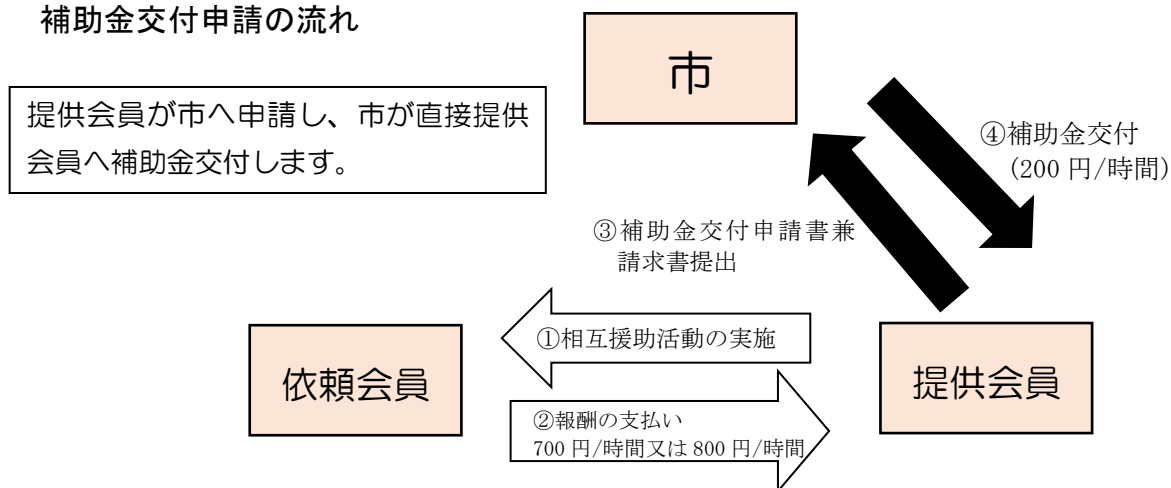 補助金交付申請の流れ
市
提供会員が市へ申請し、市が直接提供
会員へ補助金交付します。
④補助金交付
(200 円/時間)
③補助金交付申請書兼
請求書提出
①相互援助活動の実施
依頼会員
提供会員
②報酬の支払い
700 円/時間又は 800 円/時間